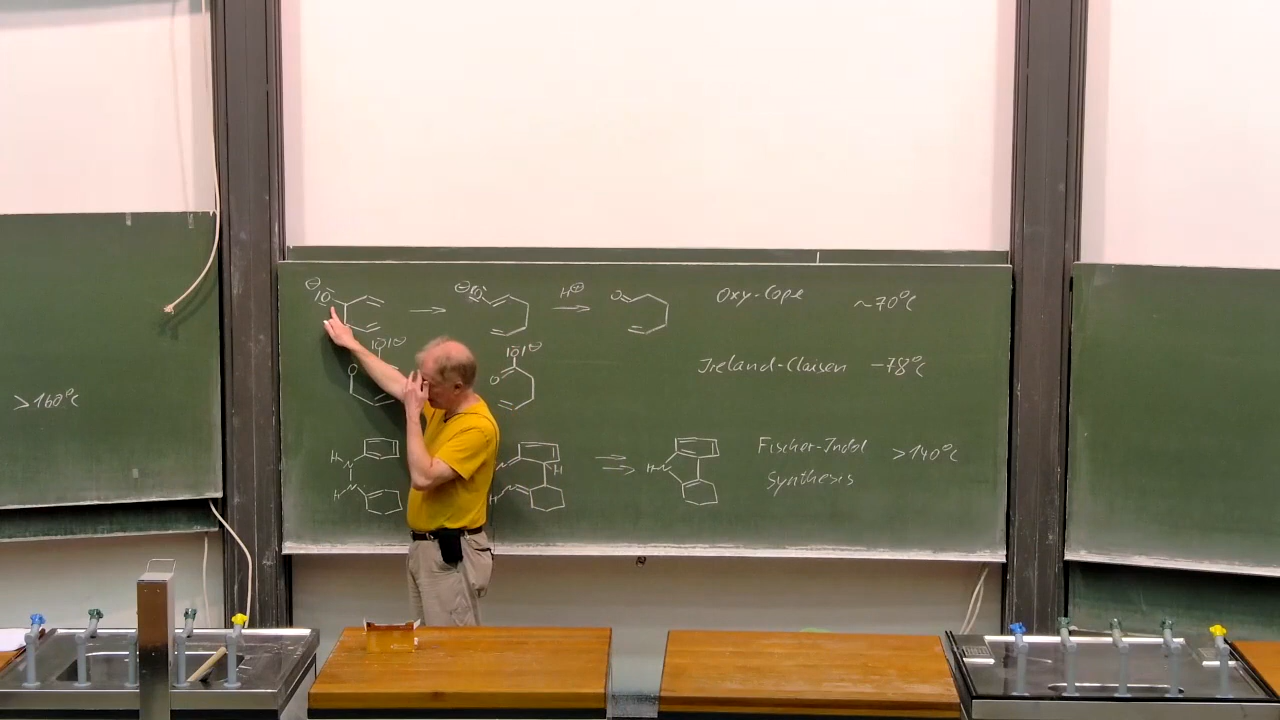 >160°C
⊖ |O̅ → ⊖ |O̅ H⊕ → O Oxy-Cope ~70°C
|O̅|⊖ O |O̅|⊖ O Ireland-Claisen -78°C
H N N H N N H H H-N Fischer-Indol >140°C
Synthesis